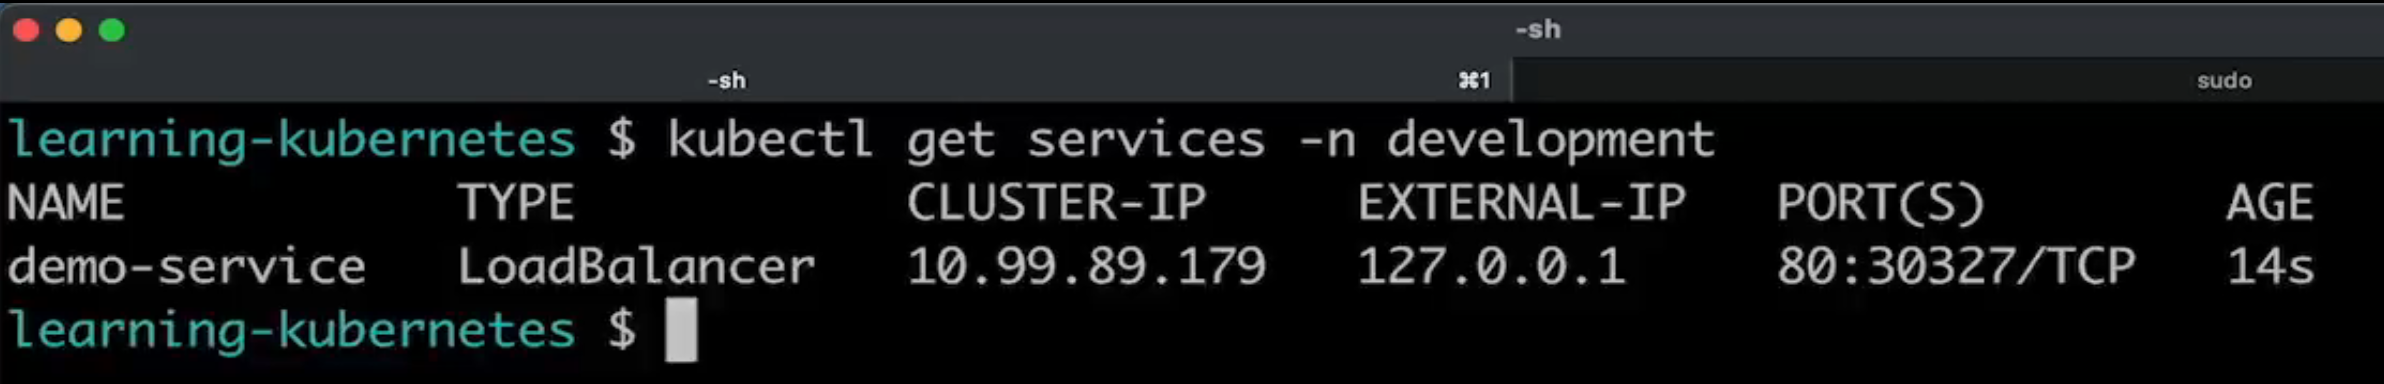 -sh
-sh ⌘1 sudo
learning-kubernetes $ kubectl get services -n development
NAME TYPE CLUSTER-IP EXTERNAL-IP PORT(S) AGE
demo-service LoadBalancer 10.99.89.179 127.0.0.1 80:30327/TCP 14s
learning-kubernetes $